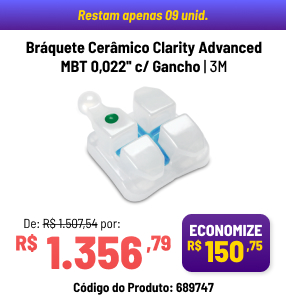 Restam apenas 09 unid.
Bráquete Cerâmico Clarity Advanced
MBT 0,022" c/ Gancho | 3M
De: R$ 1.507,54 por:
R$ 1.356,79
ECONOMIZE
R$ 150,75
Código do Produto: 689747